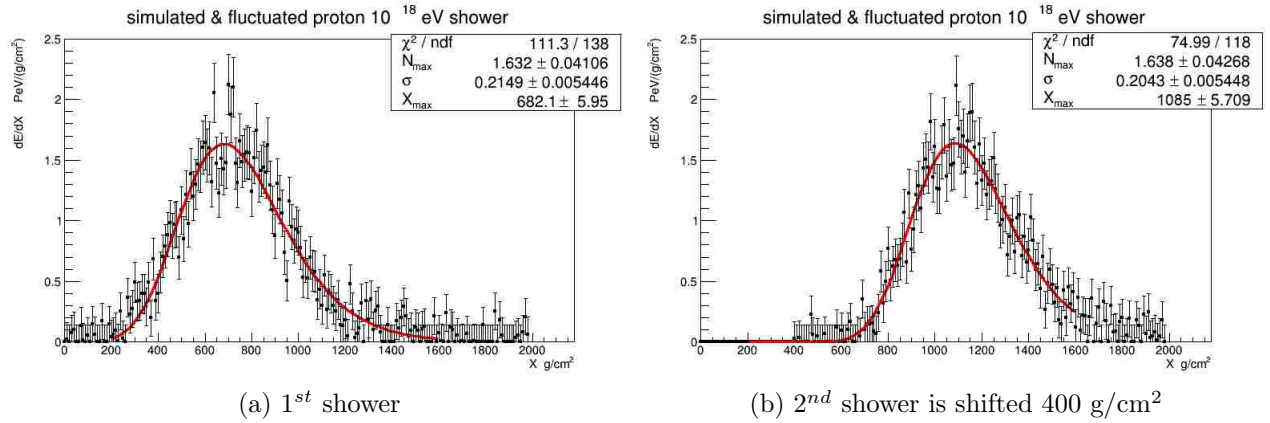 simulated & fluctuated proton 10 18 eV shower
χ² / ndf 111.3 / 138
Nmax 1.632 ± 0.04106
σ 0.2149 ± 0.005446
Xmax 682.1 ± 5.95
dE/dX PeV/(g/cm²)
2.5
2
1.5
1
0.5
0
0 200 400 600 800 1000 1200 1400 1600 1800 2000
X g/cm²
(a) 1st shower
simulated & fluctuated proton 10 18 eV shower
χ² / ndf 74.99 / 118
Nmax 1.638 ± 0.04268
σ 0.2043 ± 0.005448
Xmax 1085 ± 5.709
dE/dX PeV/(g/cm²)
2.5
2
1.5
1
0.5
0
0 200 400 600 800 1000 1200 1400 1600 1800 2000
X g/cm²
(b) 2nd shower is shifted 400 g/cm²